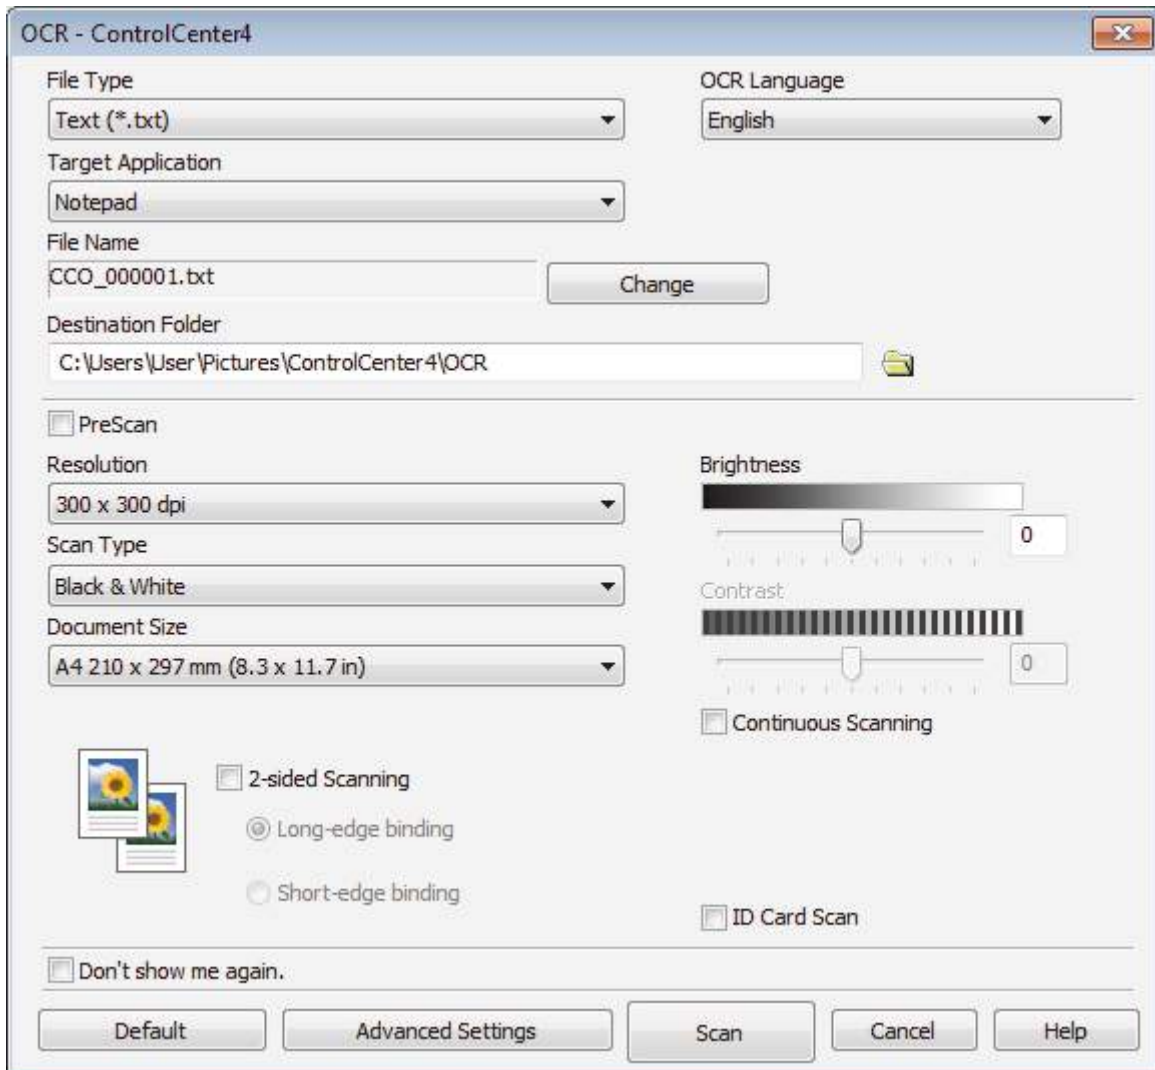 OCR - ControlCenter4
File Type
OCR Language
Text (*.txt)
English
Target Application
Notepad
File Name
CCO_000001.txt
Change
Destination Folder
C:\Users\User\Pictures\ControlCenter4\OCR
PreScan
Resolution
Brightness
300 x 300 dpi
0
Scan Type
Black & White
Contrast
Document Size
A4 210 x 297 mm (8.3 x 11.7 in)
0
Continuous Scanning
2-sided Scanning
Long-edge binding
Short-edge binding
ID Card Scan
Don't show me again.
Default
Advanced Settings
Scan
Cancel
Help